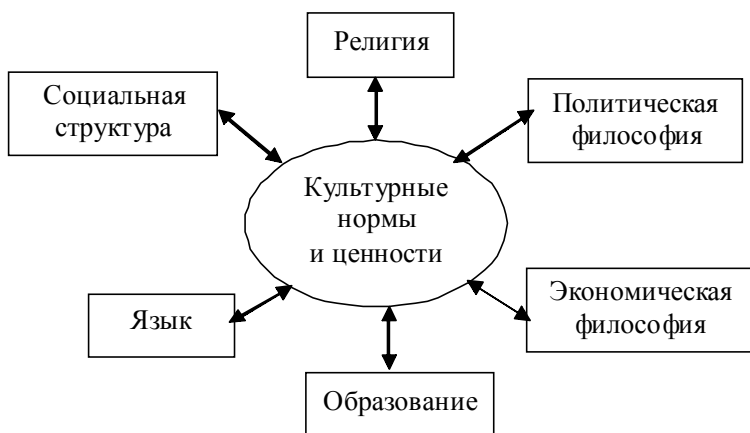 Религия
Социальная
структура
Политическая
философия
Культурные
нормы
и ценности
Язык
Экономическая
философия
Образование